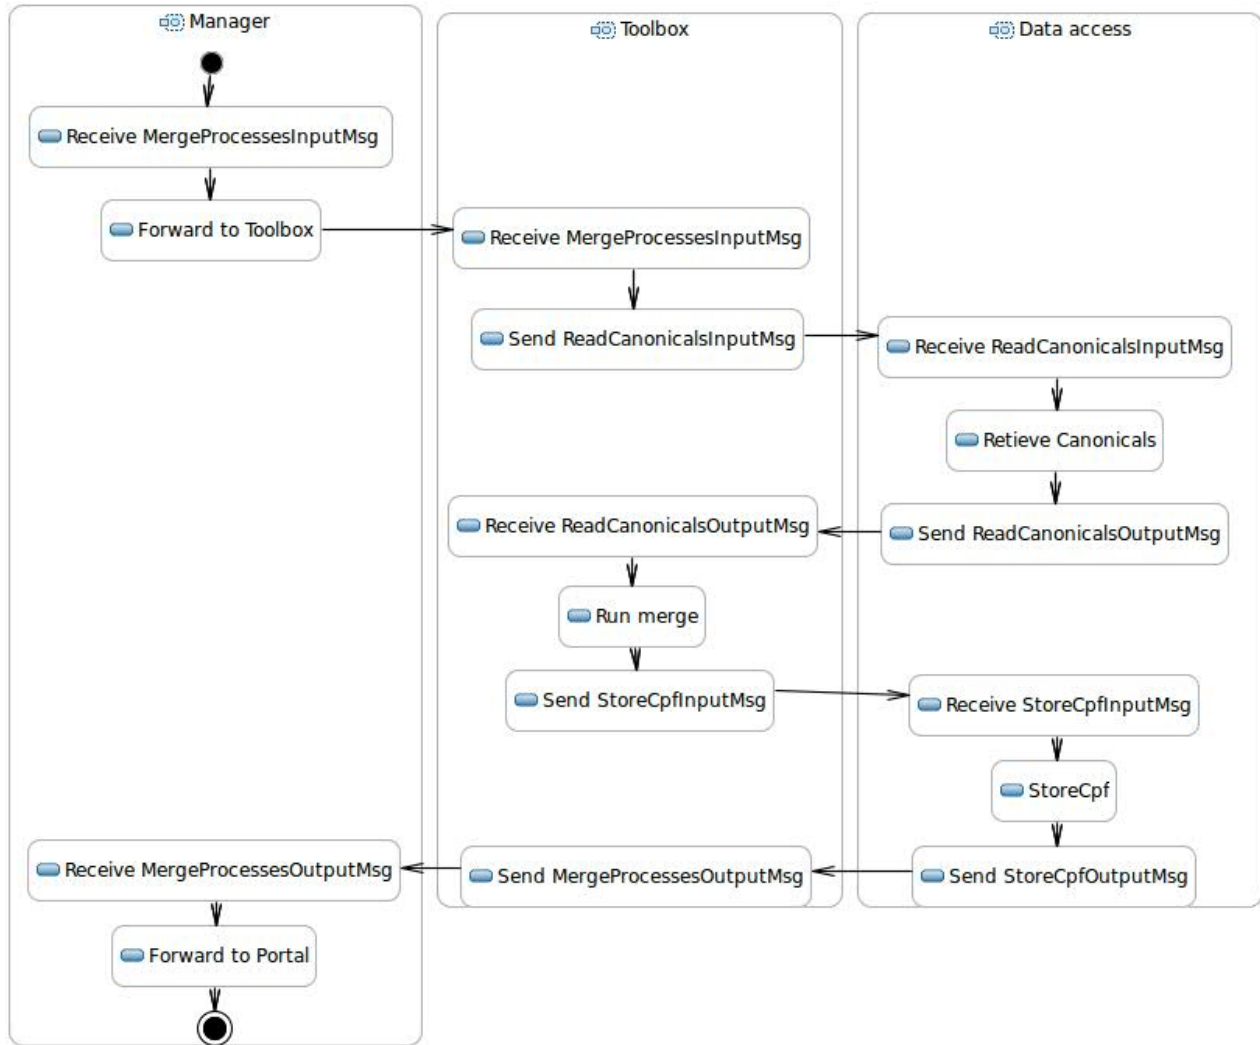 Manager
Toolbox
Data access
Receive MergeProcessesInputMsg
Forward to Toolbox
Receive MergeProcessesInputMsg
Send ReadCanonicalsInputMsg
Receive ReadCanonicalsInputMsg
Retieve Canonicals
Send ReadCanonicalsOutputMsg
Receive ReadCanonicalsOutputMsg
Run merge
Send StoreCpfInputMsg
Receive StoreCpfInputMsg
StoreCpf
Send StoreCpfOutputMsg
Send MergeProcessesOutputMsg
Receive MergeProcessesOutputMsg
Forward to Portal